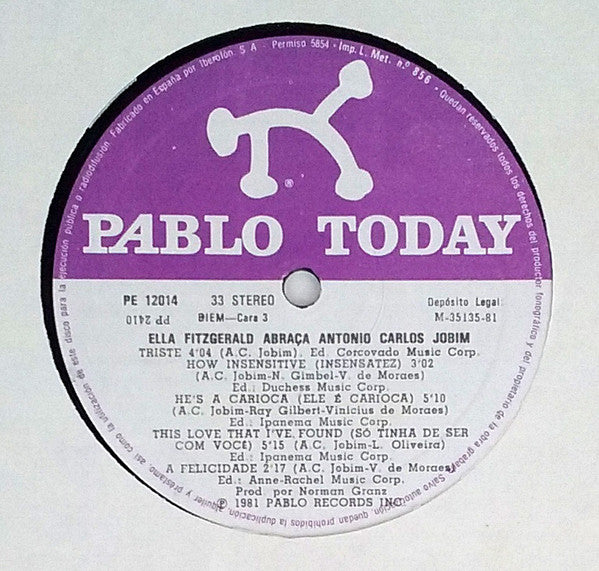 Quedan reservados todos los derechos del productor fonográfico y del propietario de la obra grabada. Salvo autorización, quedan prohibidos la duplicación, alquiler y préstamo, así como la utilización de este disco para la ejecución pública o radiodifusión. Fabricado en España por Iberofón, S A - Permiso 5854 - Imp. L. Met. n.º 856 -
®
PABLO TODAY
PE 12014 33 STEREO
Depósito Legal:
PP 2410
DIEM—Cara 3
M-35135-81
ELLA FITZGERALD ABRAÇA ANTONIO CARLOS JOBIM
TRISTE 4'04 (A.C. Jobim). Ed. Corcovado Music Corp.
HOW INSENSITIVE (INSENSATEZ) 3'02
(A.C. Jobim-N. Gimbel-V. de Moraes)
Ed.: Duchess Music Corp.
HE'S A CARIOCA (ELE É CARIOCA) 5'10
(A.C. Jobim-Ray Gilbert-Vinicius de Moraes)
Ed.: Ipanema Music Corp.
THIS LOVE THAT I'VE FOUND (SÓ TINHA DE SER
COM VOCÊ) 5'15 (A.C. Jobim-L. Oliveira)
Ed.: Ipanema Music Corp.
A FELICIDADE 2'17 (A.C. Jobim-V. de Moraes)
Ed.: Anne-Rachel Music Corp.
Prod por Norman Granz
℗ 1981 PABLO RECORDS INC.